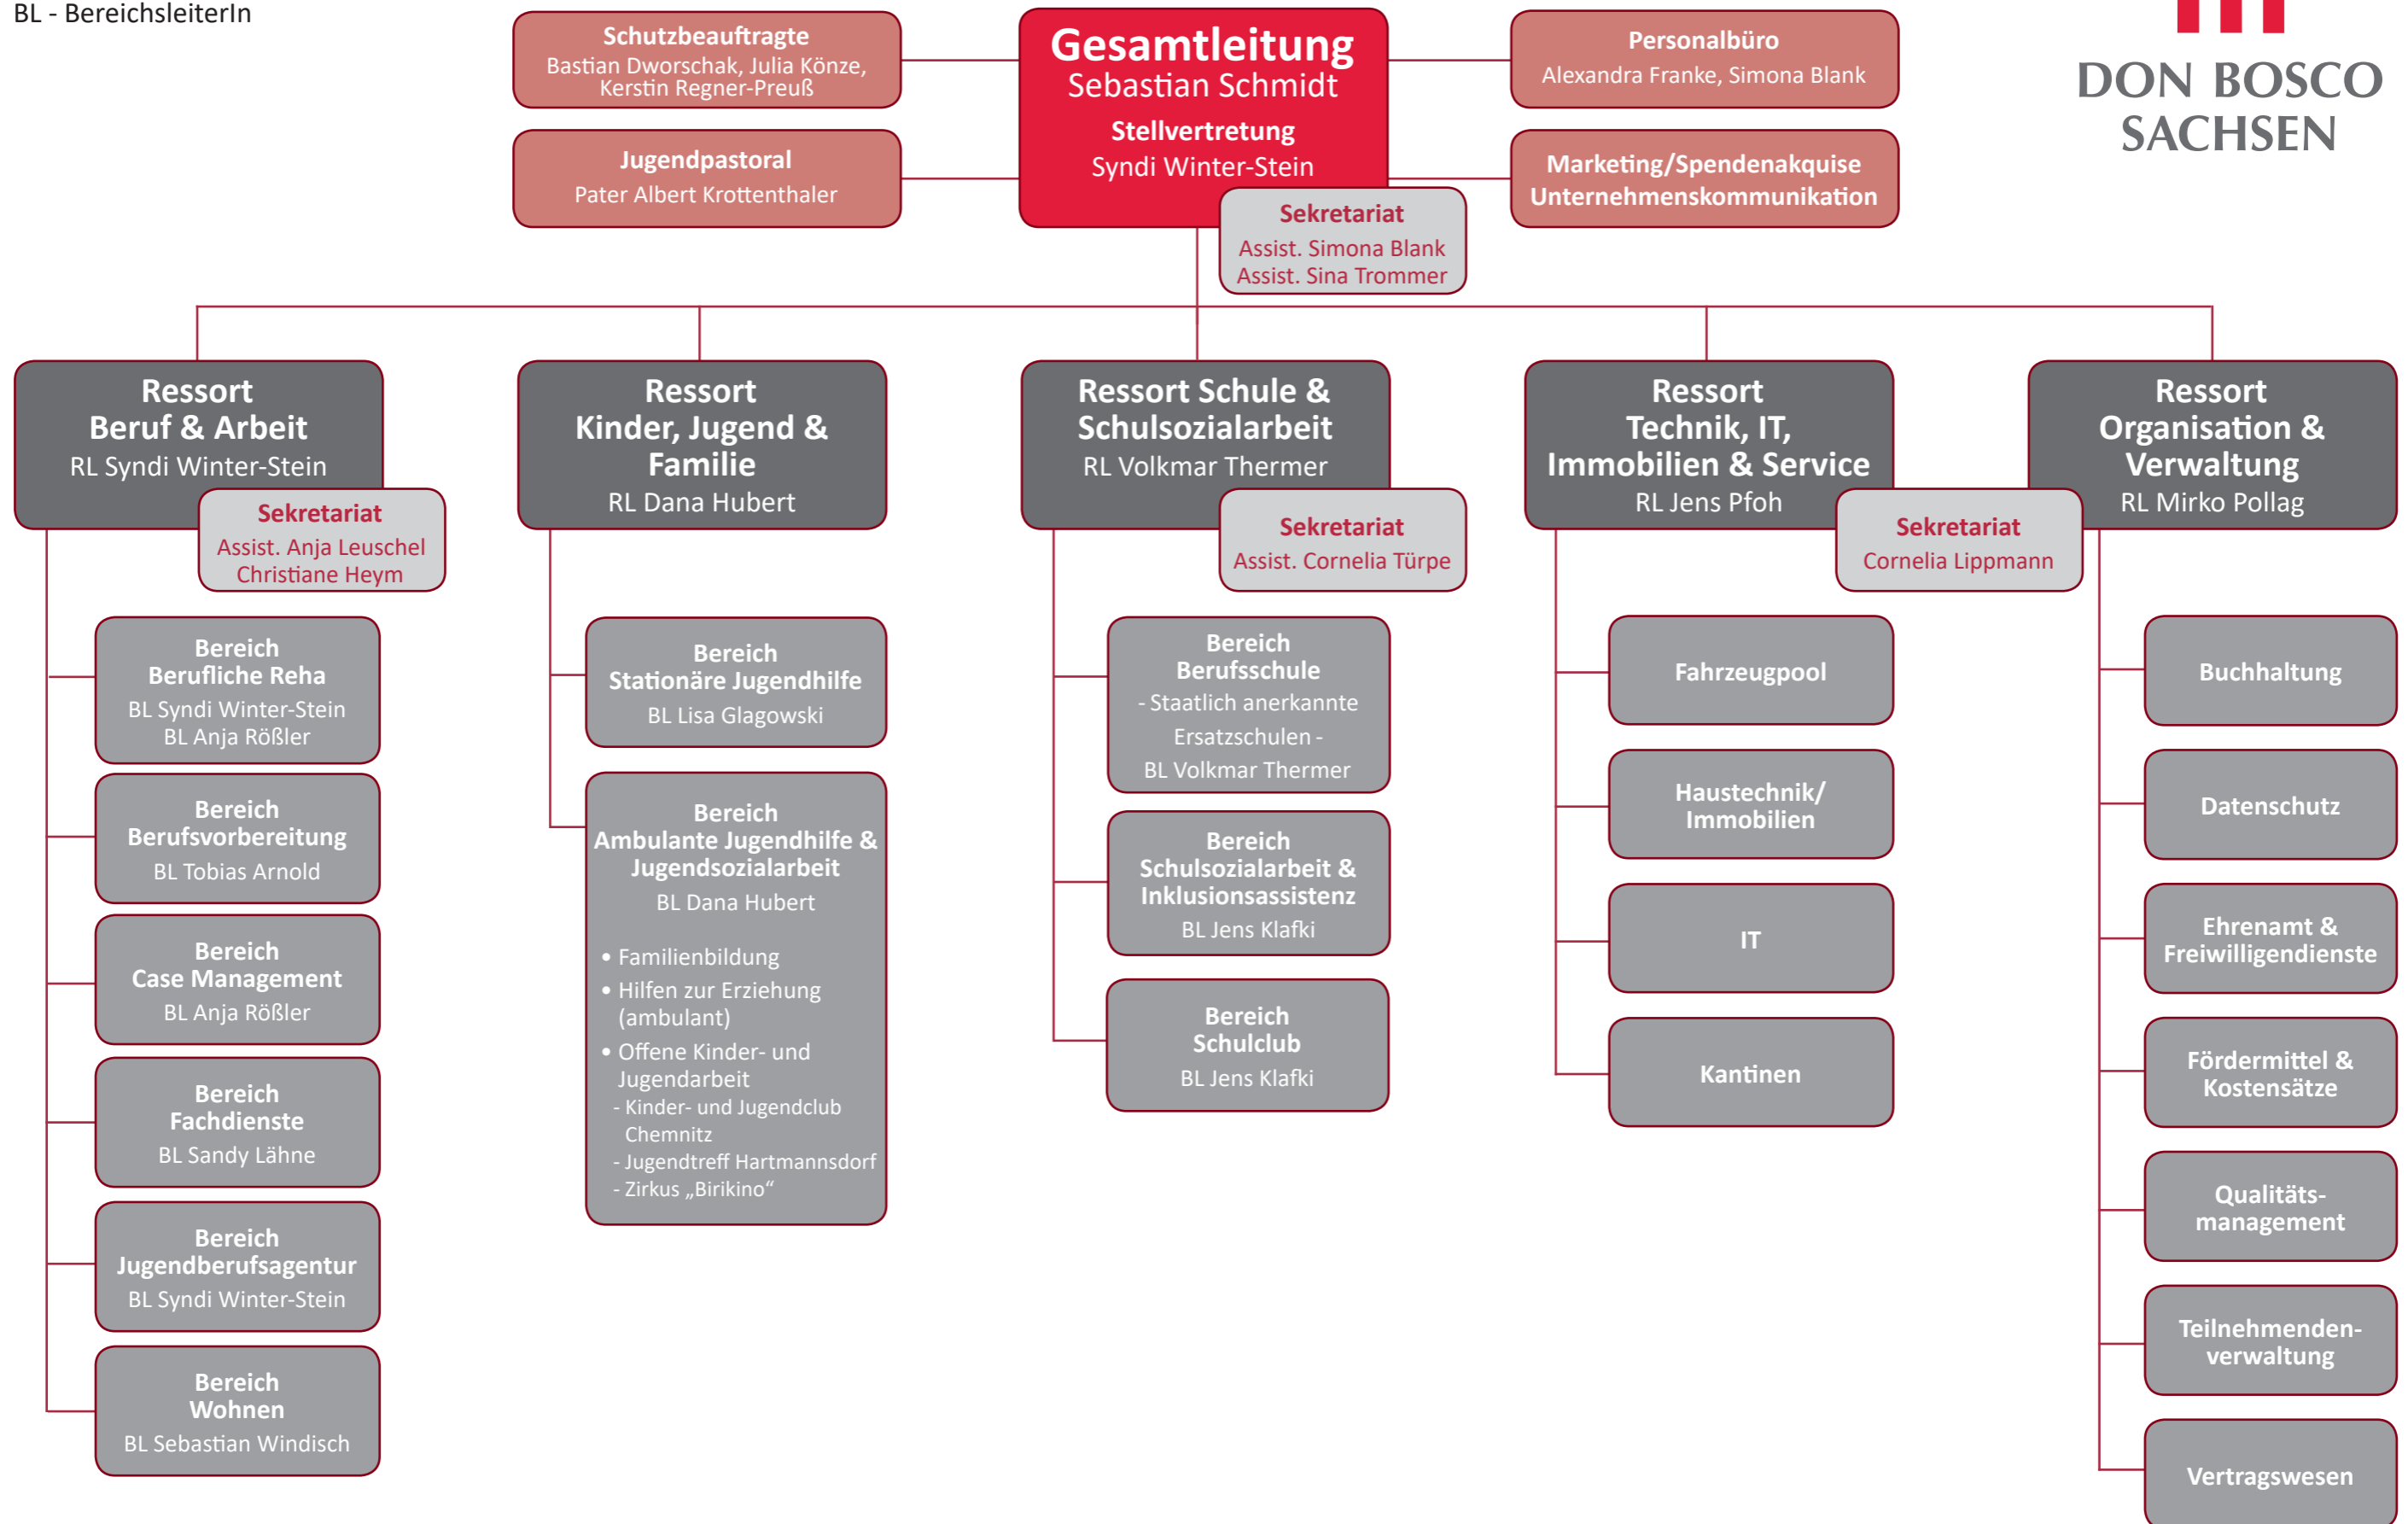 BL - BereichsleiterIn
Schutzbeauftragte
Bastian Dworschak, Julia Könze,
Kerstin Regner-Preuß
Jugendpastoral
Pater Albert Krottenthaler
Gesamtleitung
Sebastian Schmidt
Stellvertretung
Syndi Winter-Stein
Sekretariat
Assist. Simona Blank
Assist. Sina Trommer
Personalbüro
Alexandra Franke, Simona Blank
Marketing/Spendenakquise
Unternehmenskommunikation
DON BOSCO
SACHSEN
Ressort
Beruf & Arbeit
RL Syndi Winter-Stein
Sekretariat
Assist. Anja Leuschel
Christiane Heym
Bereich
Berufliche Reha
BL Syndi Winter-Stein
BL Anja Rößler
Bereich
Berufsvorbereitung
BL Tobias Arnold
Bereich
Case Management
BL Anja Rößler
Bereich
Fachdienste
BL Sandy Lähne
Bereich
Jugendberufsagentur
BL Syndi Winter-Stein
Bereich
Wohnen
BL Sebastian Windisch
Ressort
Kinder, Jugend &
Familie
RL Dana Hubert
Bereich
Stationäre Jugendhilfe
BL Lisa Glagowski
Bereich
Ambulante Jugendhilfe &
Jugendsozialarbeit
BL Dana Hubert
• Familienbildung
• Hilfen zur Erziehung
(ambulant)
• Offene Kinder- und
Jugendarbeit
- Kinder- und Jugendclub
Chemnitz
- Jugendtreff Hartmannsdorf
- Zirkus „Birikino“
Ressort Schule &
Schulsozialarbeit
RL Volkmar Thermer
Sekretariat
Assist. Cornelia Türpe
Bereich
Berufsschule
- Staatlich anerkannte
Ersatzschulen -
BL Volkmar Thermer
Bereich
Schulsozialarbeit &
Inklusionsassistenz
BL Jens Klafki
Bereich
Schulclub
BL Jens Klafki
Ressort
Technik, IT,
Immobilien & Service
RL Jens Pfoh
Sekretariat
Cornelia Lippmann
Fahrzeugpool
Haustechnik/
Immobilien
IT
Kantinen
Ressort
Organisation &
Verwaltung
RL Mirko Pollag
Buchhaltung
Datenschutz
Ehrenamt &
Freiwilligendienste
Fördermittel &
Kostensätze
Qualitäts-
management
Teilnehmenden-
verwaltung
Vertragswesen